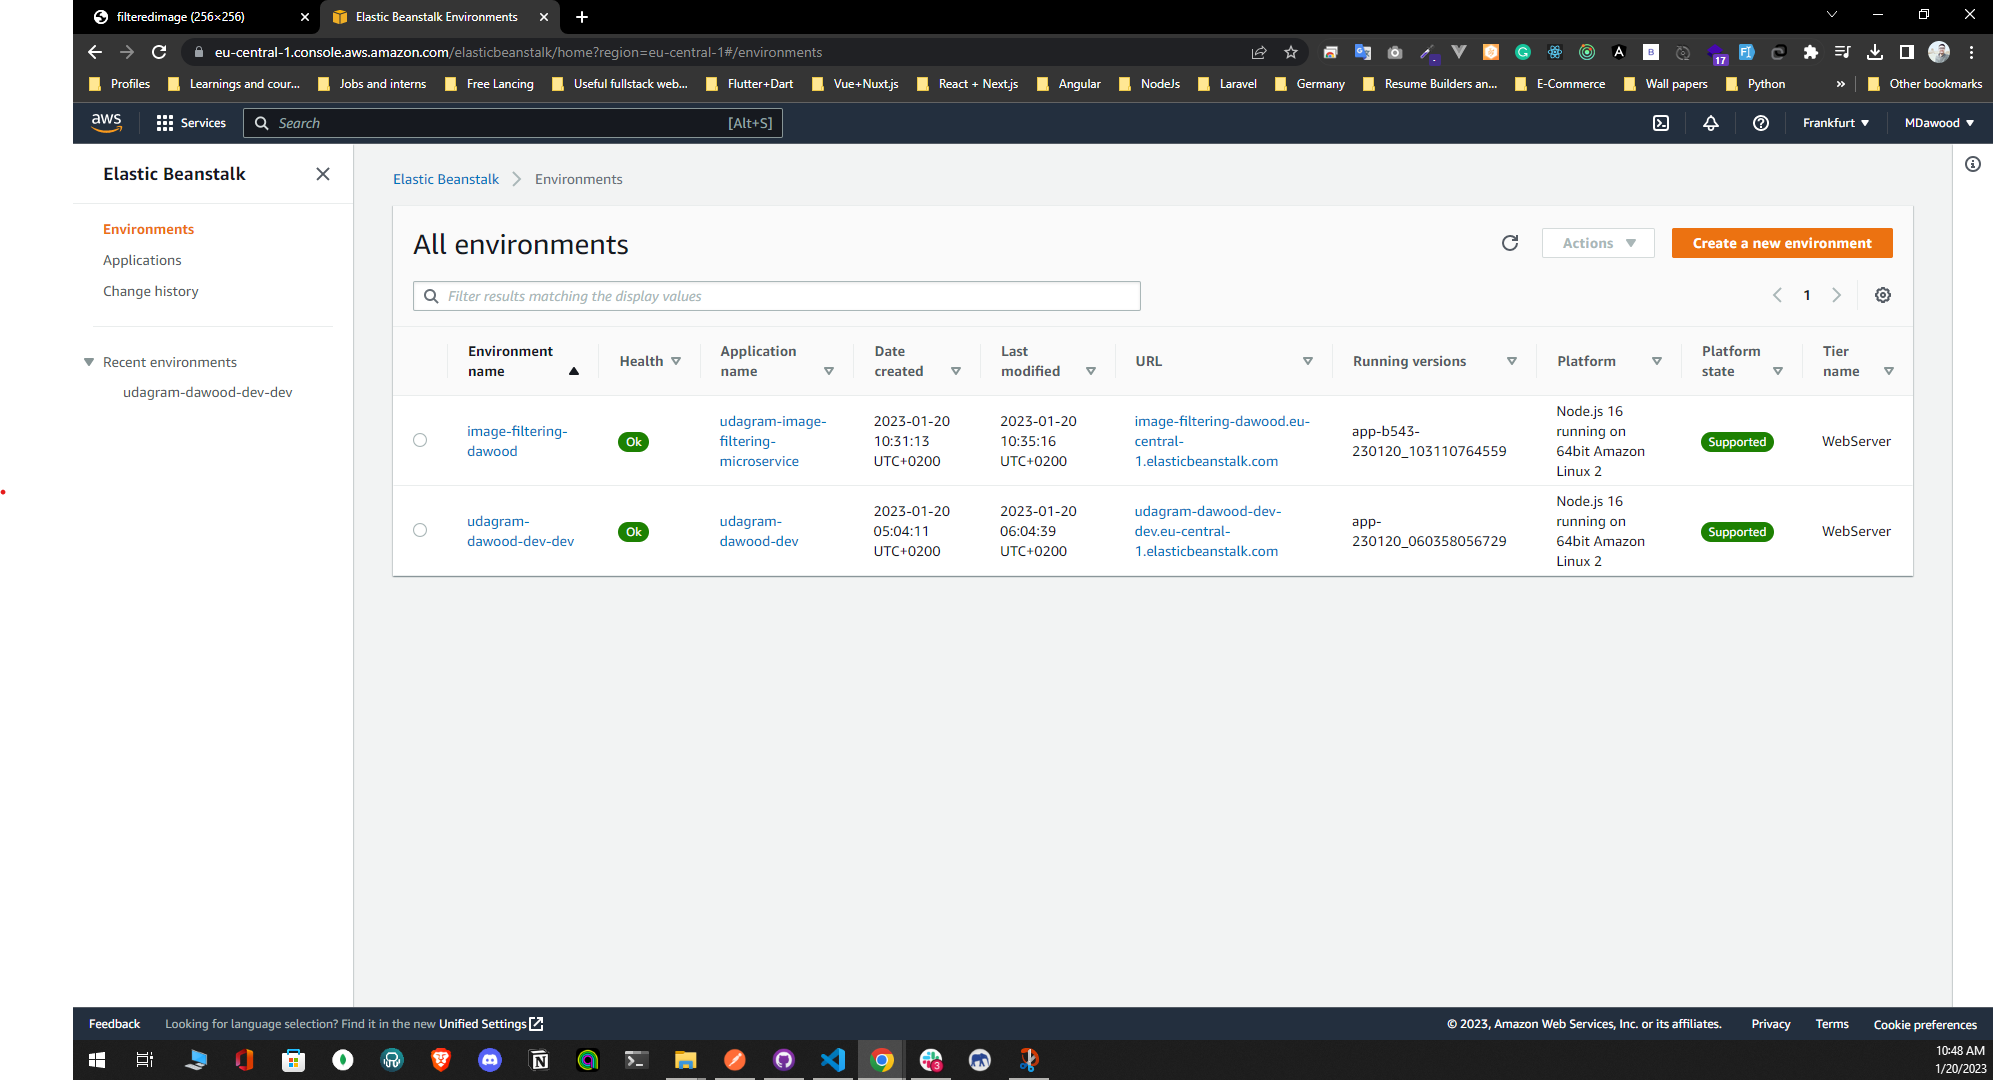 filteredimage (256×256)
Elastic Beanstalk Environments
eu-central-1.console.aws.amazon.com/elasticbeanstalk/home?region=eu-central-1#/environments
17
Profiles
Learnings and cour...
Jobs and interns
Free Lancing
Useful fullstack web...
Flutter+Dart
Vue+Nuxt.js
React + Next.js
Angular
NodeJs
Laravel
Germany
Resume Builders an...
E-Commerce
Wall papers
Python
»
Other bookmarks
aws
Services
Search
[Alt+S]
Frankfurt
MDawood
Elastic Beanstalk
Environments
Applications
Change history
Recent environments
udagram-dawood-dev-dev
Elastic Beanstalk
Environments
All environments
Actions
Create a new environment
Filter results matching the display values
1
Environment
name
Health
Application
name
Date
created
Last
modified
URL
Running versions
Platform
Platform
state
Tier
name
image-filtering-
dawood
Ok
udagram-image-
filtering-
microservice
2023-01-20
10:31:13
UTC+0200
2023-01-20
10:35:16
UTC+0200
image-filtering-dawood.eu-
central-
1.elasticbeanstalk.com
app-b543-
230120_103110764559
Node.js 16
running on
64bit Amazon
Linux 2
Supported
WebServer
udagram-
dawood-dev-dev
Ok
udagram-
dawood-dev
2023-01-20
05:04:11
UTC+0200
2023-01-20
06:04:39
UTC+0200
udagram-dawood-dev-
dev.eu-central-
1.elasticbeanstalk.com
app-
230120_060358056729
Node.js 16
running on
64bit Amazon
Linux 2
Supported
WebServer
Feedback
Looking for language selection? Find it in the new Unified Settings
© 2023, Amazon Web Services, Inc. or its affiliates.
Privacy
Terms
Cookie preferences
3
10:48 AM
1/20/2023